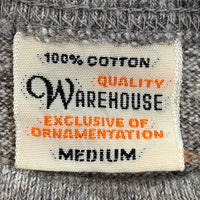 100% COTTON
QUALITY
WAREHOUSE
EXCLUSIVE OF
ORNAMENTATION
MEDIUM